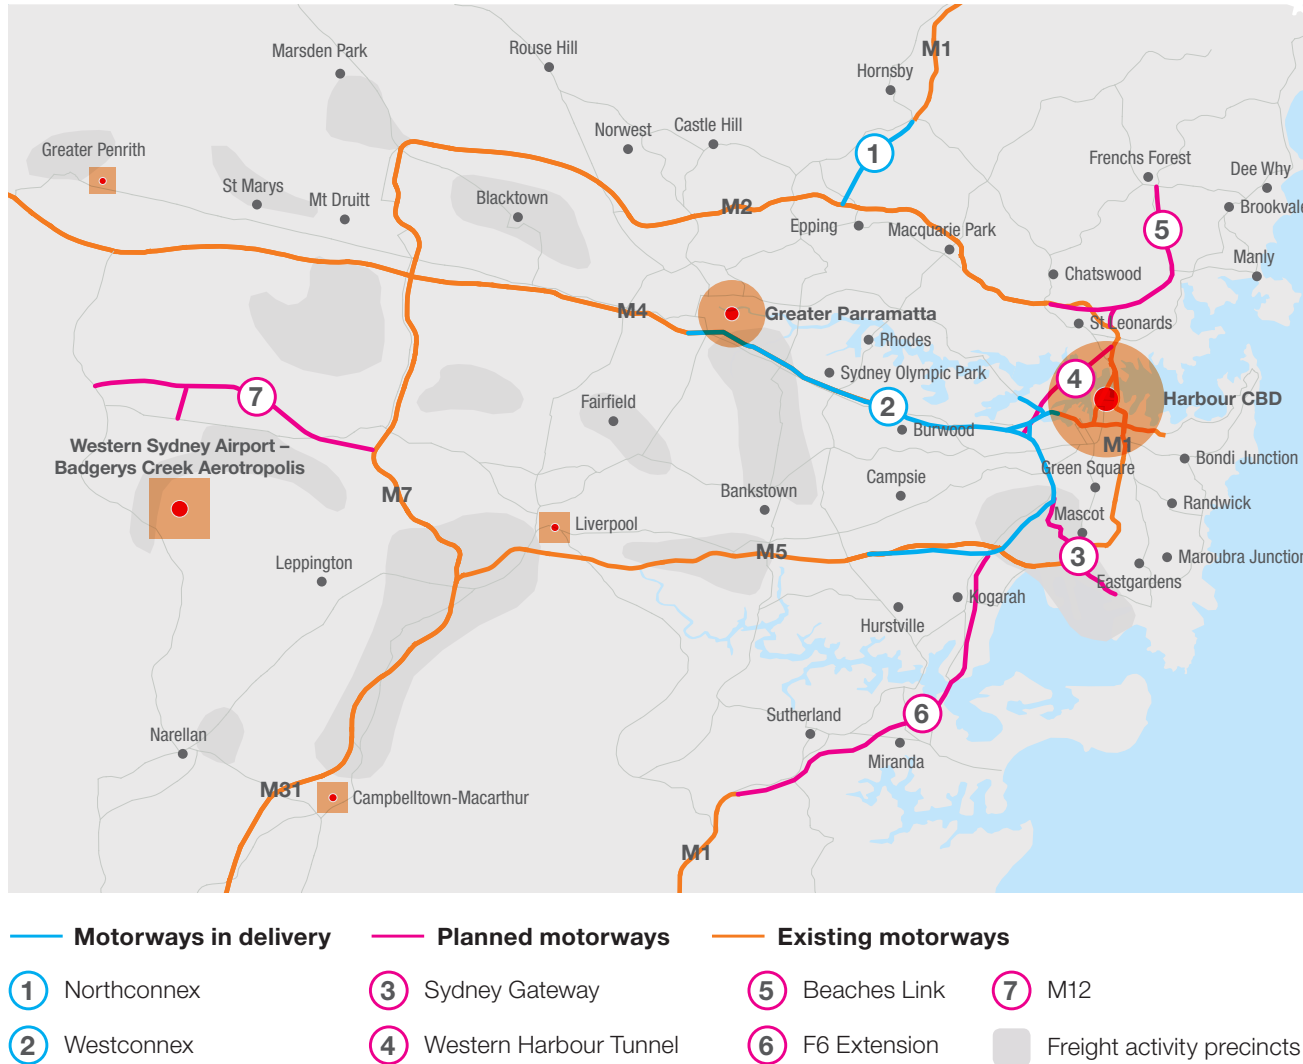 M1
Marsden Park
Rouse Hill
Hornsby
Norwest
Castle Hill
1
Greater Penrith
Frenchs Forest
Dee Why
St Marys
Mt Druitt
Blacktown
M2
Brookvale
Epping
Macquarie Park
5
Manly
Chatswood
M4
Greater Parramatta
St Leonards
Rhodes
Sydney Olympic Park
4
7
Fairfield
2
Harbour CBD
Burwood
M1
Western Sydney Airport –
Badgerys Creek Aerotropolis
Bondi Junction
Green Square
Campsie
M7
Bankstown
Randwick
Mascot
Liverpool
M5
3
Maroubra Junction
Leppington
Eastgardens
Kogarah
Hurstville
6
Sutherland
Narellan
Miranda
M31
Campbelltown-Macarthur
M1
Motorways in delivery
Planned motorways
Existing motorways
1 Northconnex
3 Sydney Gateway
5 Beaches Link
7 M12
2 Westconnex
4 Western Harbour Tunnel
6 F6 Extension
Freight activity precincts